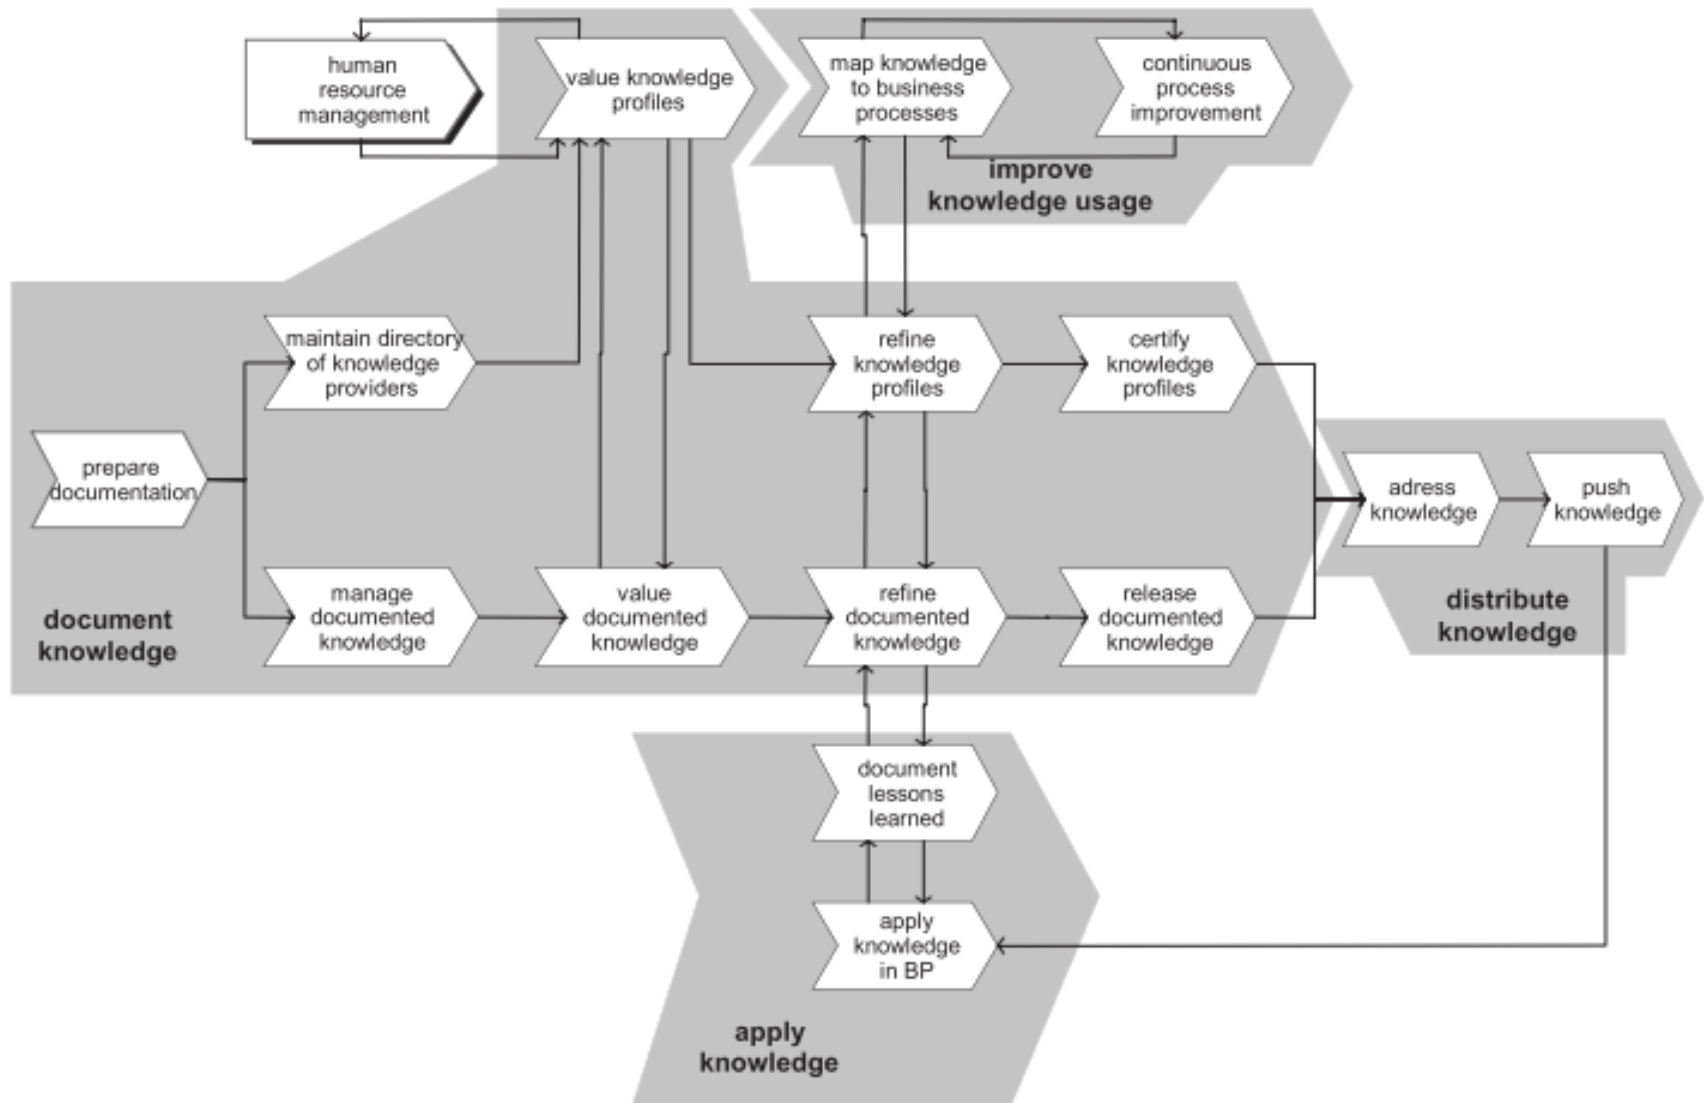 human
resource
management
value knowledge
profiles
map knowledge
to business
processes
continuous
process
improvement
improve
knowledge usage
maintain directory
of knowledge
providers
refine
knowledge
profiles
certify
knowledge
profiles
prepare
documentation
adress
knowledge
push
knowledge
manage
documented
knowledge
value
documented
knowledge
refine
documented
knowledge
release
documented
knowledge
document
knowledge
distribute
knowledge
document
lessons
learned
apply
knowledge
in BP
apply
knowledge